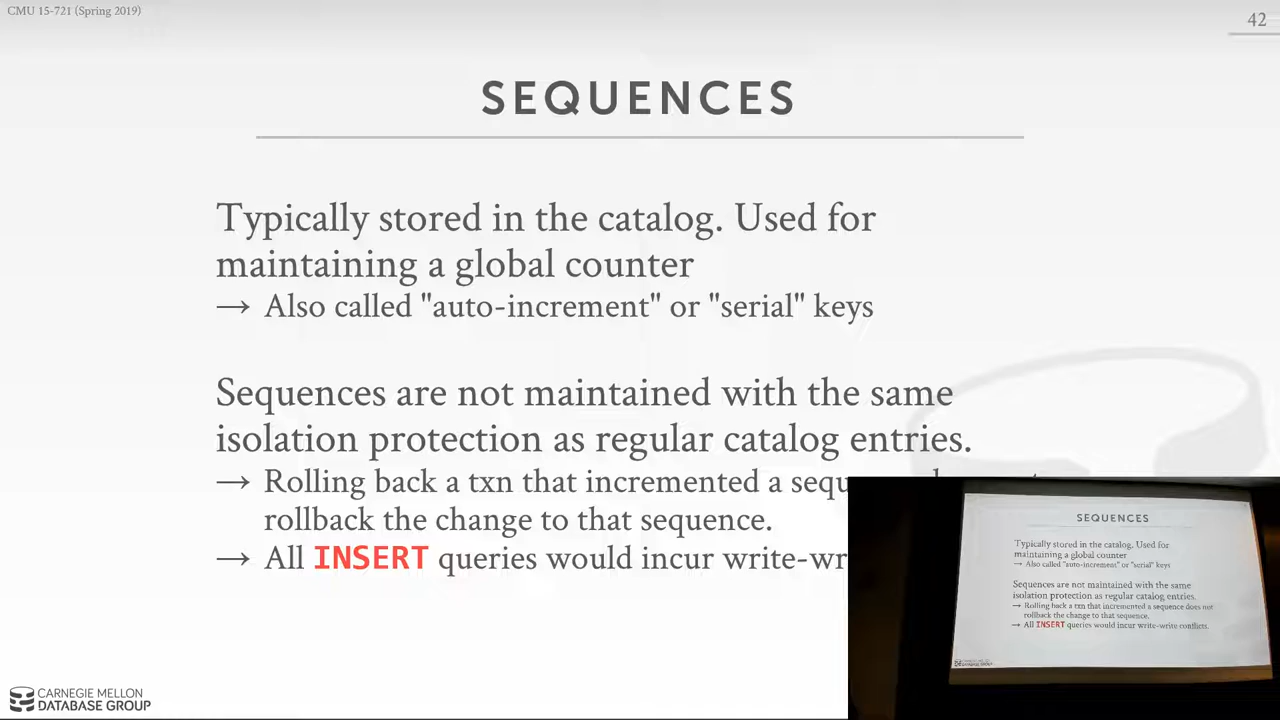 CMU 15-721 (Spring 2019)
42
SEQUENCES
Typically stored in the catalog. Used for
maintaining a global counter
→ Also called "auto-increment" or "serial" keys
Sequences are not maintained with the same
isolation protection as regular catalog entries.
→ Rolling back a txn that incremented a
rollback the change to that sequence.
→ All INSERT queries would incur
CARNEGIE MELLON
DATABASE GROUP
SEQUENCES
Typically stored in the catalog. Used for
maintaining a global counter
→ Also called "auto-increment" or "serial" keys
Sequences are not maintained with the same
isolation protection as regular catalog entries.
→ Rolling back a txn that incremented a sequence does not
rollback the change to that sequence.
→ All INSERT queries would incur write-write conflicts.